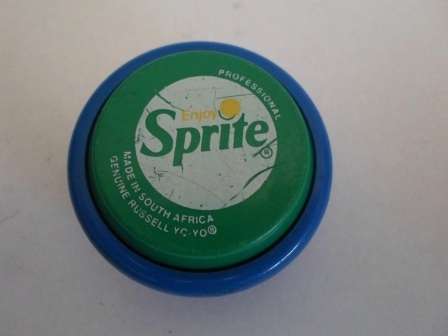 PROFESSIONAL
Enjoy
Sprite®
MADE IN SOUTH AFRICA
GENUINE RUSSELL YO-YO®